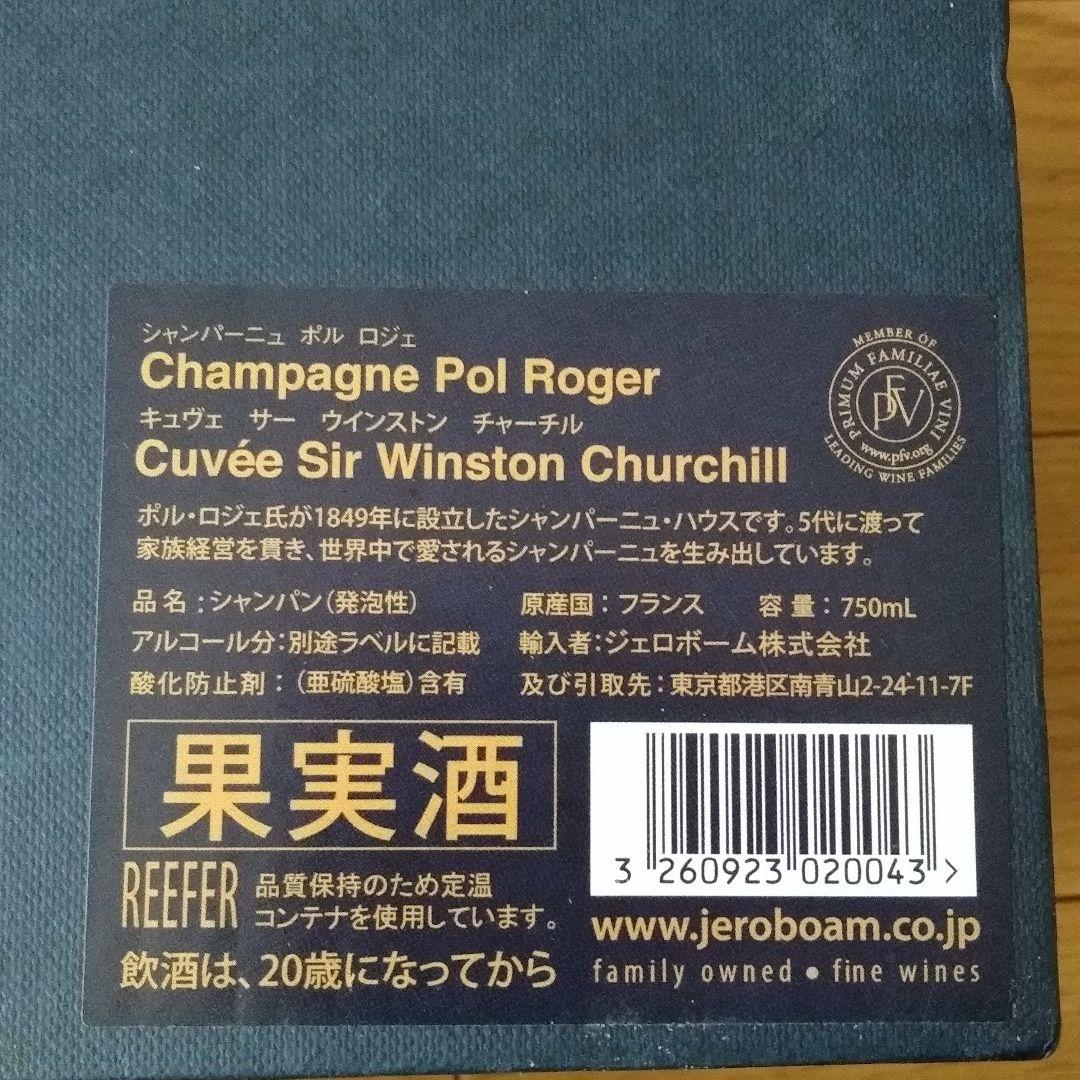 シャンパーニュ ポル ロジェ
Champagne Pol Roger
キュヴェ サー ウインストン チャーチル
Cuvée Sir Winston Churchill
MEMBER OF
PRIMUM FAMILIAE VINI
PFV
www.pfv.org
LEADING WINE FAMILIES
ポル・ロジェ氏が1849年に設立したシャンパーニュ・ハウスです。5代に渡って
家族経営を貫き、世界中で愛されるシャンパーニュを生み出しています。
品名:シャンパン(発泡性) 原産国:フランス 容量:750mL
アルコール分:別途ラベルに記載 輸入者:ジェロボーム株式会社
酸化防止剤:(亜硫酸塩)含有 及び引取先:東京都港区南青山2-24-11-7F
果実酒
3 260923 020043 >
REEFER 品質保持のため定温
コンテナを使用しています。
www.jeroboam.co.jp
飲酒は、20歳になってから
family owned • fine wines